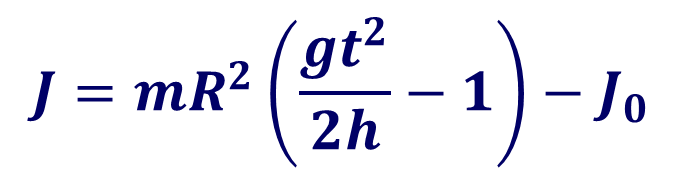 J = mR² (gt²/2h − 1) − J₀